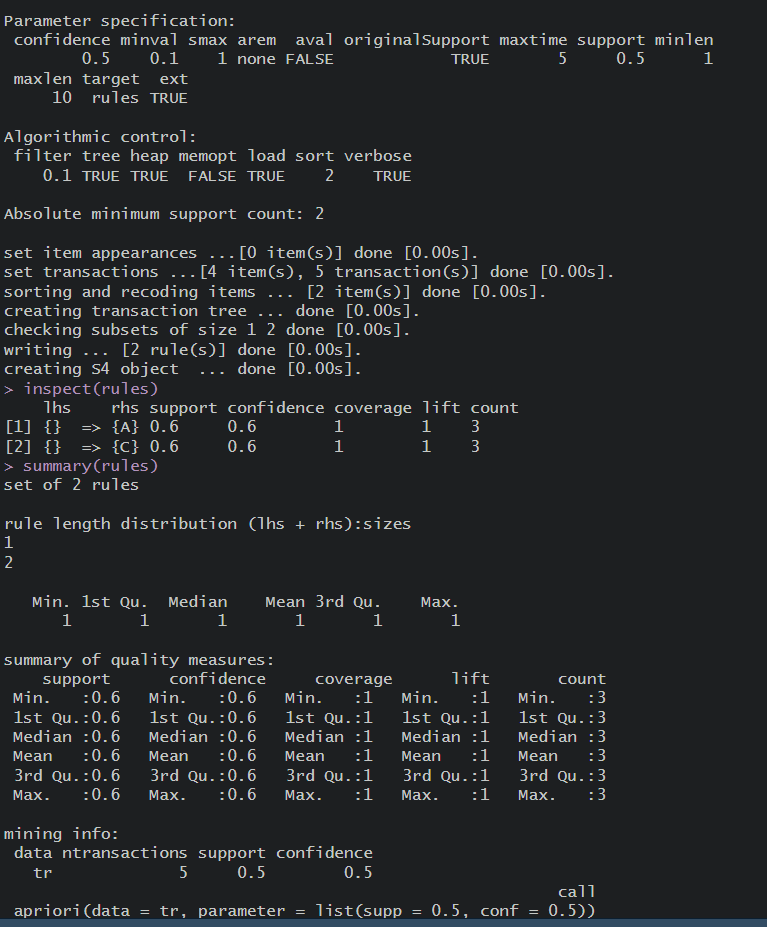 Parameter specification:
 confidence minval smax arem  aval originalSupport maxtime support minlen
        0.5    0.1    1 none FALSE            TRUE       5     0.5      1
 maxlen target  ext
     10  rules TRUE

Algorithmic control:
 filter tree heap memopt load sort verbose
    0.1 TRUE TRUE  FALSE TRUE    2    TRUE

Absolute minimum support count: 2

set item appearances ...[0 item(s)] done [0.00s].
set transactions ...[4 item(s), 5 transaction(s)] done [0.00s].
sorting and recoding items ... [2 item(s)] done [0.00s].
creating transaction tree ... done [0.00s].
checking subsets of size 1 2 done [0.00s].
writing ... [2 rule(s)] done [0.00s].
creating S4 object  ... done [0.00s].
> inspect(rules)
    lhs    rhs support confidence coverage lift count
[1] {}  => {A} 0.6     0.6        1        1    3
[2] {}  => {C} 0.6     0.6        1        1    3
> summary(rules)
set of 2 rules

rule length distribution (lhs + rhs):sizes
1
2

   Min. 1st Qu.  Median    Mean 3rd Qu.    Max.
      1       1       1       1       1       1

summary of quality measures:
    support      confidence     coverage      lift       count
 Min.   :0.6   Min.   :0.6   Min.   :1   Min.   :1   Min.   :3
 1st Qu.:0.6   1st Qu.:0.6   1st Qu.:1   1st Qu.:1   1st Qu.:3
 Median :0.6   Median :0.6   Median :1   Median :1   Median :3
 Mean   :0.6   Mean   :0.6   Mean   :1   Mean   :1   Mean   :3
 3rd Qu.:0.6   3rd Qu.:0.6   3rd Qu.:1   3rd Qu.:1   3rd Qu.:3
 Max.   :0.6   Max.   :0.6   Max.   :1   Max.   :1   Max.   :3

mining info:
 data ntransactions support confidence
   tr             5     0.5        0.5
                                                        call
 apriori(data = tr, parameter = list(supp = 0.5, conf = 0.5))